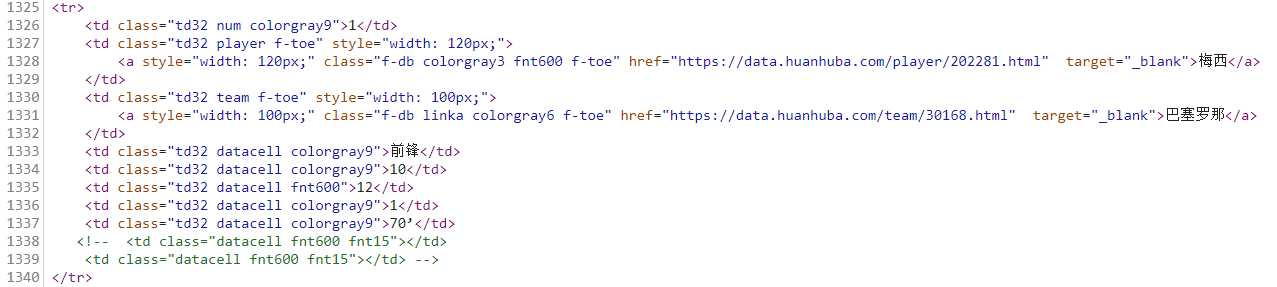 1325 <tr>
1326     <td class="td32 num colorgray9">1</td>
1327     <td class="td32 player f-toe" style="width: 120px;">
1328         <a style="width: 120px;" class="f-db colorgray3 fnt600 f-toe" href="https://data.huanhuba.com/player/202281.html"  target="_blank">梅西</a>
1329     </td>
1330     <td class="td32 team f-toe" style="width: 100px;">
1331         <a style="width: 100px;" class="f-db linka colorgray6 f-toe" href="https://data.huanhuba.com/team/30168.html"  target="_blank">巴塞罗那</a>
1332     </td>
1333     <td class="td32 datacell colorgray9">前锋</td>
1334     <td class="td32 datacell colorgray9">10</td>
1335     <td class="td32 datacell fnt600">12</td>
1336     <td class="td32 datacell colorgray9">1</td>
1337     <td class="td32 datacell colorgray9">70’</td>
1338    <!--  <td class="datacell fnt600 fnt15"></td>
1339     <td class="datacell fnt600 fnt15"></td> -->
1340 </tr>